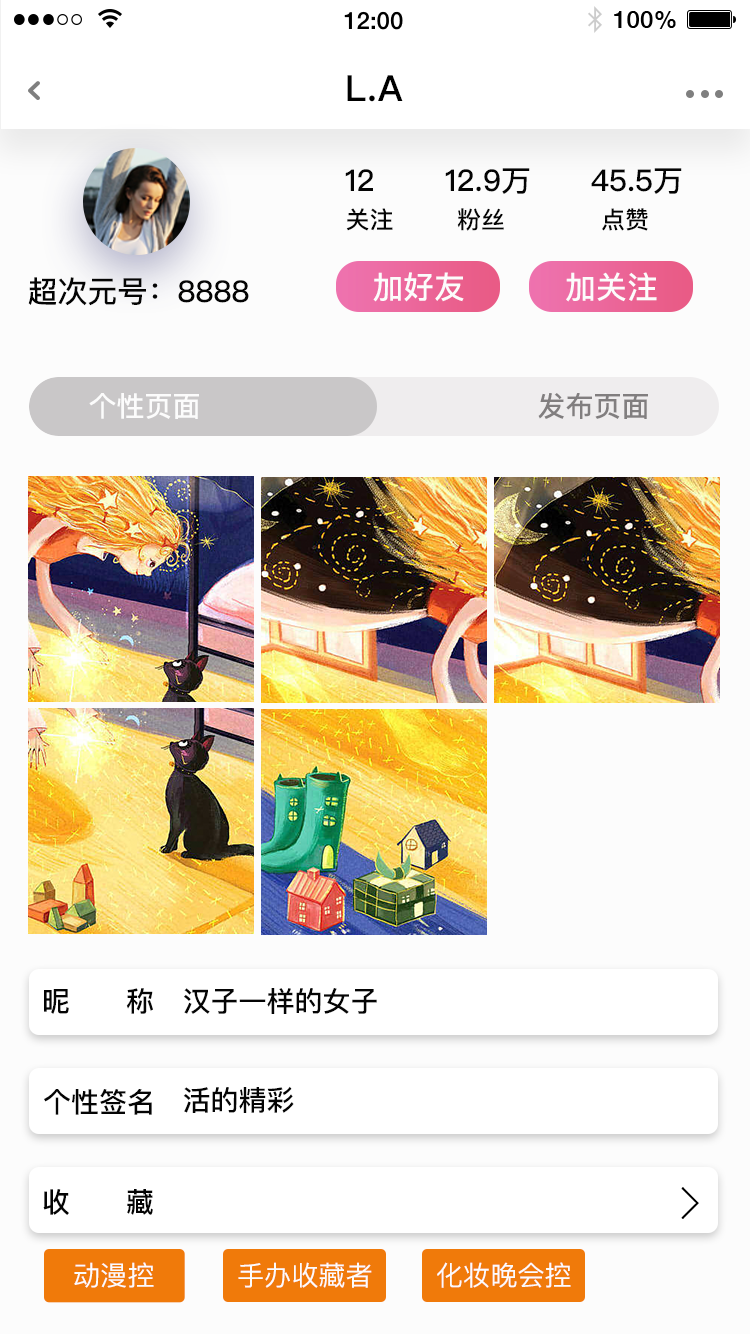 12:00 100%
L.A
12 12.9万 45.5万
关注 粉丝 点赞
超次元号：8888
加好友 加关注
个性页面 发布页面
昵 称 汉子一样的女子
个性签名 活的精彩
收 藏
动漫控 手办收藏者 化妆晚会控